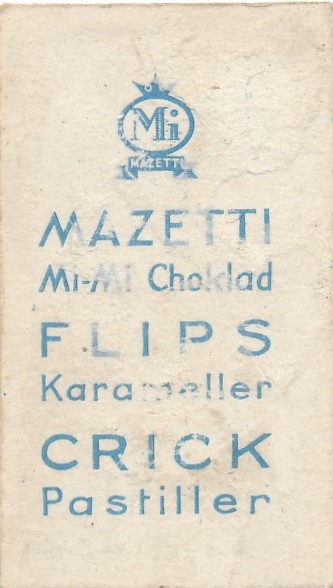 Mi
MAZETTI
MAZETTI
Mi-Mi Choklad
FLIPS
Karameller
CRICK
Pastiller